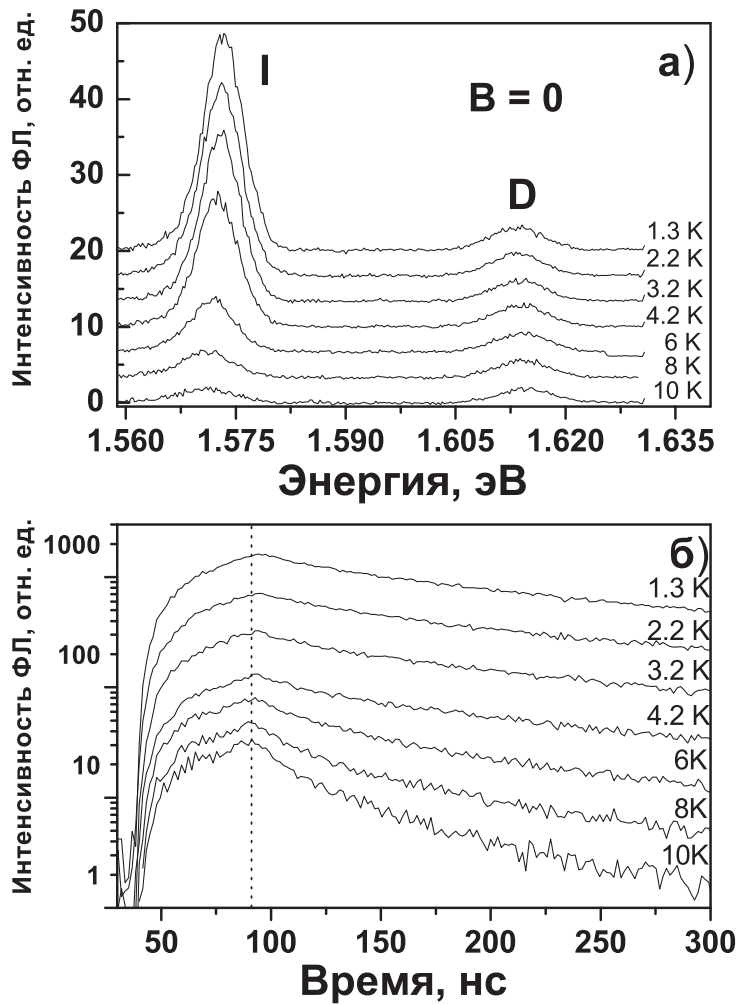 Интенсивность ФЛ, отн. ед.
50
40
30
20
10
0
I
а)
B = 0
D
1.3 K
2.2 K
3.2 K
4.2 K
6 K
8 K
10 K
1.560 1.575 1.590 1.605 1.620 1.635
Энергия, эВ
Интенсивность ФЛ, отн. ед.
1000
100
10
1
б)
1.3 K
2.2 K
3.2 K
4.2 K
6K
8K
10K
50 100 150 200 250 300
Время, нс